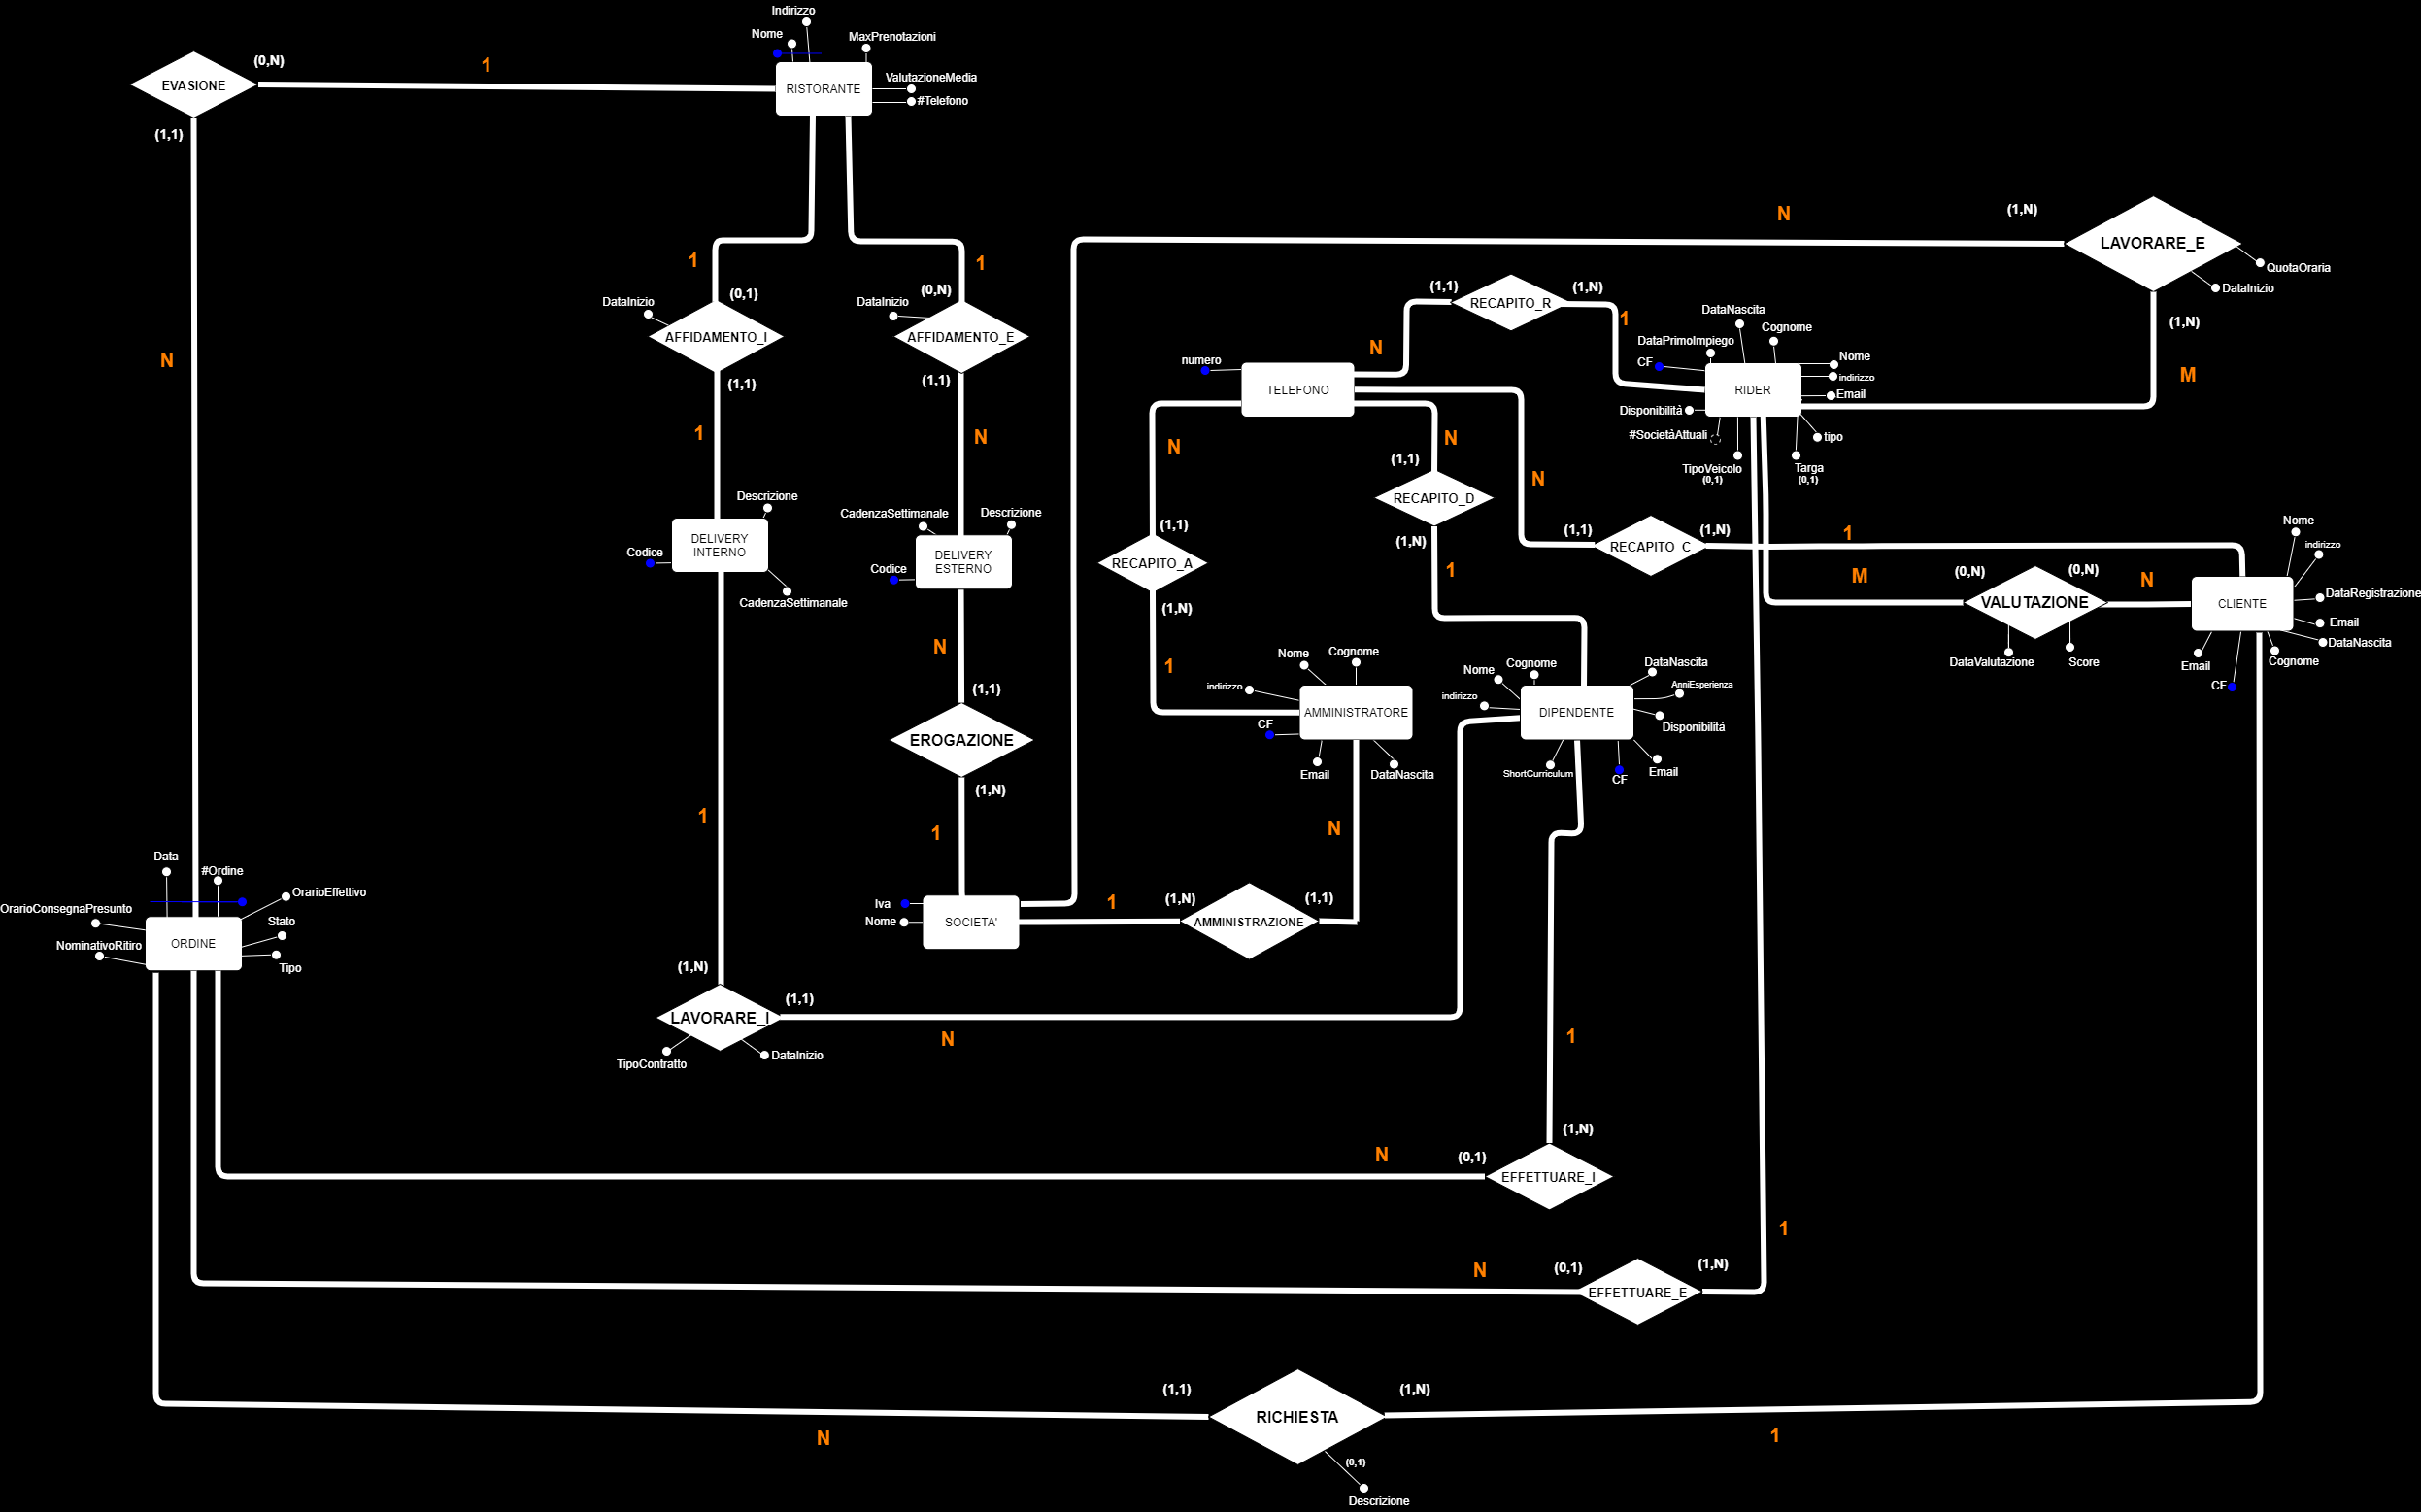 Indirizzo
Nome
MaxPrenotazioni
ValutazioneMedia
#Telefono
RISTORANTE
EVASIONE
(0,N)
1
(1,1)
N
1
(0,1)
DataInizio
AFFIDAMENTO_I
(1,1)
1
1
(0,N)
DataInizio
AFFIDAMENTO_E
(1,1)
N
Descrizione
DELIVERY
INTERNO
Codice
CadenzaSettimanale
CadenzaSettimanale
Descrizione
DELIVERY
ESTERNO
Codice
N
(1,1)
EROGAZIONE
(1,N)
1
Iva
Nome
SOCIETA'
1
(1,N)
AMMINISTRAZIONE
(1,1)
N
N
(1,N)
LAVORARE_E
QuotaOraria
DataInizio
(1,N)
M
(1,1)
RECAPITO_R
(1,N)
1
N
numero
TELEFONO
N
(1,1)
RECAPITO_A
(1,N)
1
N
(1,1)
RECAPITO_D
(1,N)
1
N
(1,1)
RECAPITO_C
(1,N)
1
DataNascita
Cognome
DataPrimoImpiego
CF
Nome
indirizzo
Email
RIDER
Disponibilità
#SocietàAttuali
TipoVeicolo
(0,1)
Targa
(0,1)
tipo
M
(0,N)
VALUTAZIONE
(0,N)
N
DataValutazione
Score
Nome
indirizzo
DataRegistrazione
CLIENTE
Email
DataNascita
Email
Cognome
CF
Nome
Cognome
indirizzo
AMMINISTRATORE
CF
Email
DataNascita
Nome
Cognome
DataNascita
AnniEsperienza
indirizzo
DIPENDENTE
Disponibilità
ShortCurriculum
CF
Email
Data
#Ordine
OrarioEffettivo
OrarioConsegnaPresunto
Stato
NominativoRitiro
ORDINE
Tipo
1
(1,N)
LAVORARE_I
(1,1)
N
TipoContratto
DataInizio
1
(1,N)
N
(0,1)
EFFETTUARE_I
1
N
(0,1)
EFFETTUARE_E
(1,N)
(1,1)
RICHIESTA
(1,N)
N
1
(0,1)
Descrizione